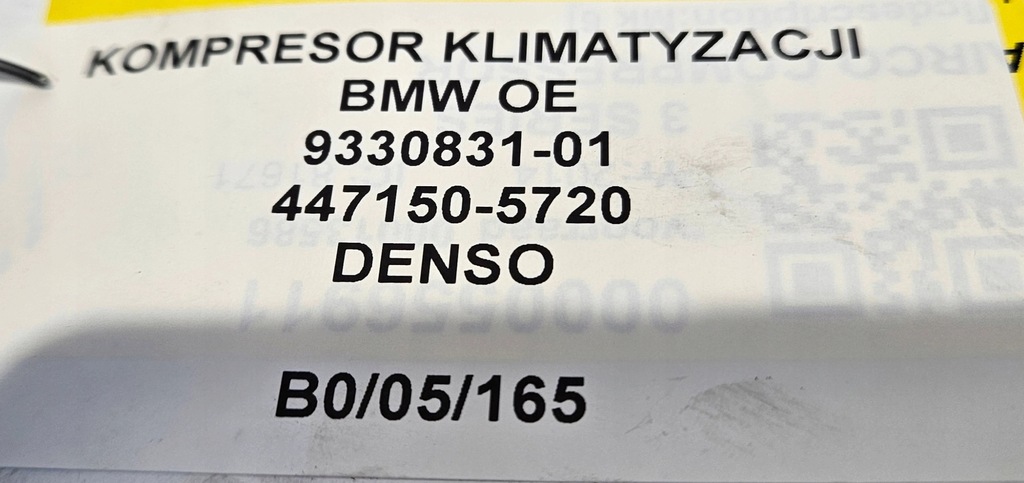 KOMPRESOR KLIMATYZACJI
BMW OE
9330831-01
447150-5720
DENSO
B0/05/165